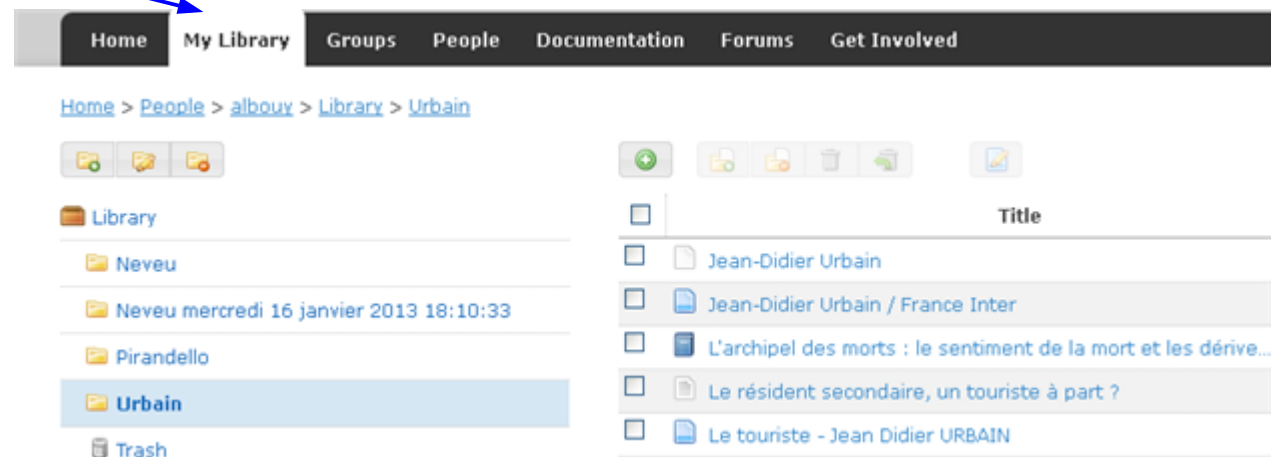 Home My Library Groups People Documentation Forums Get Involved
Home > People > albouy > Library > Urbain
Library
Neveu
Neveu mercredi 16 janvier 2013 18:10:33
Pirandello
Urbain
Trash
Title
Jean-Didier Urbain
Jean-Didier Urbain / France Inter
L'archipel des morts : le sentiment de la mort et les dérive...
Le résident secondaire, un touriste à part ?
Le touriste - Jean Didier URBAIN